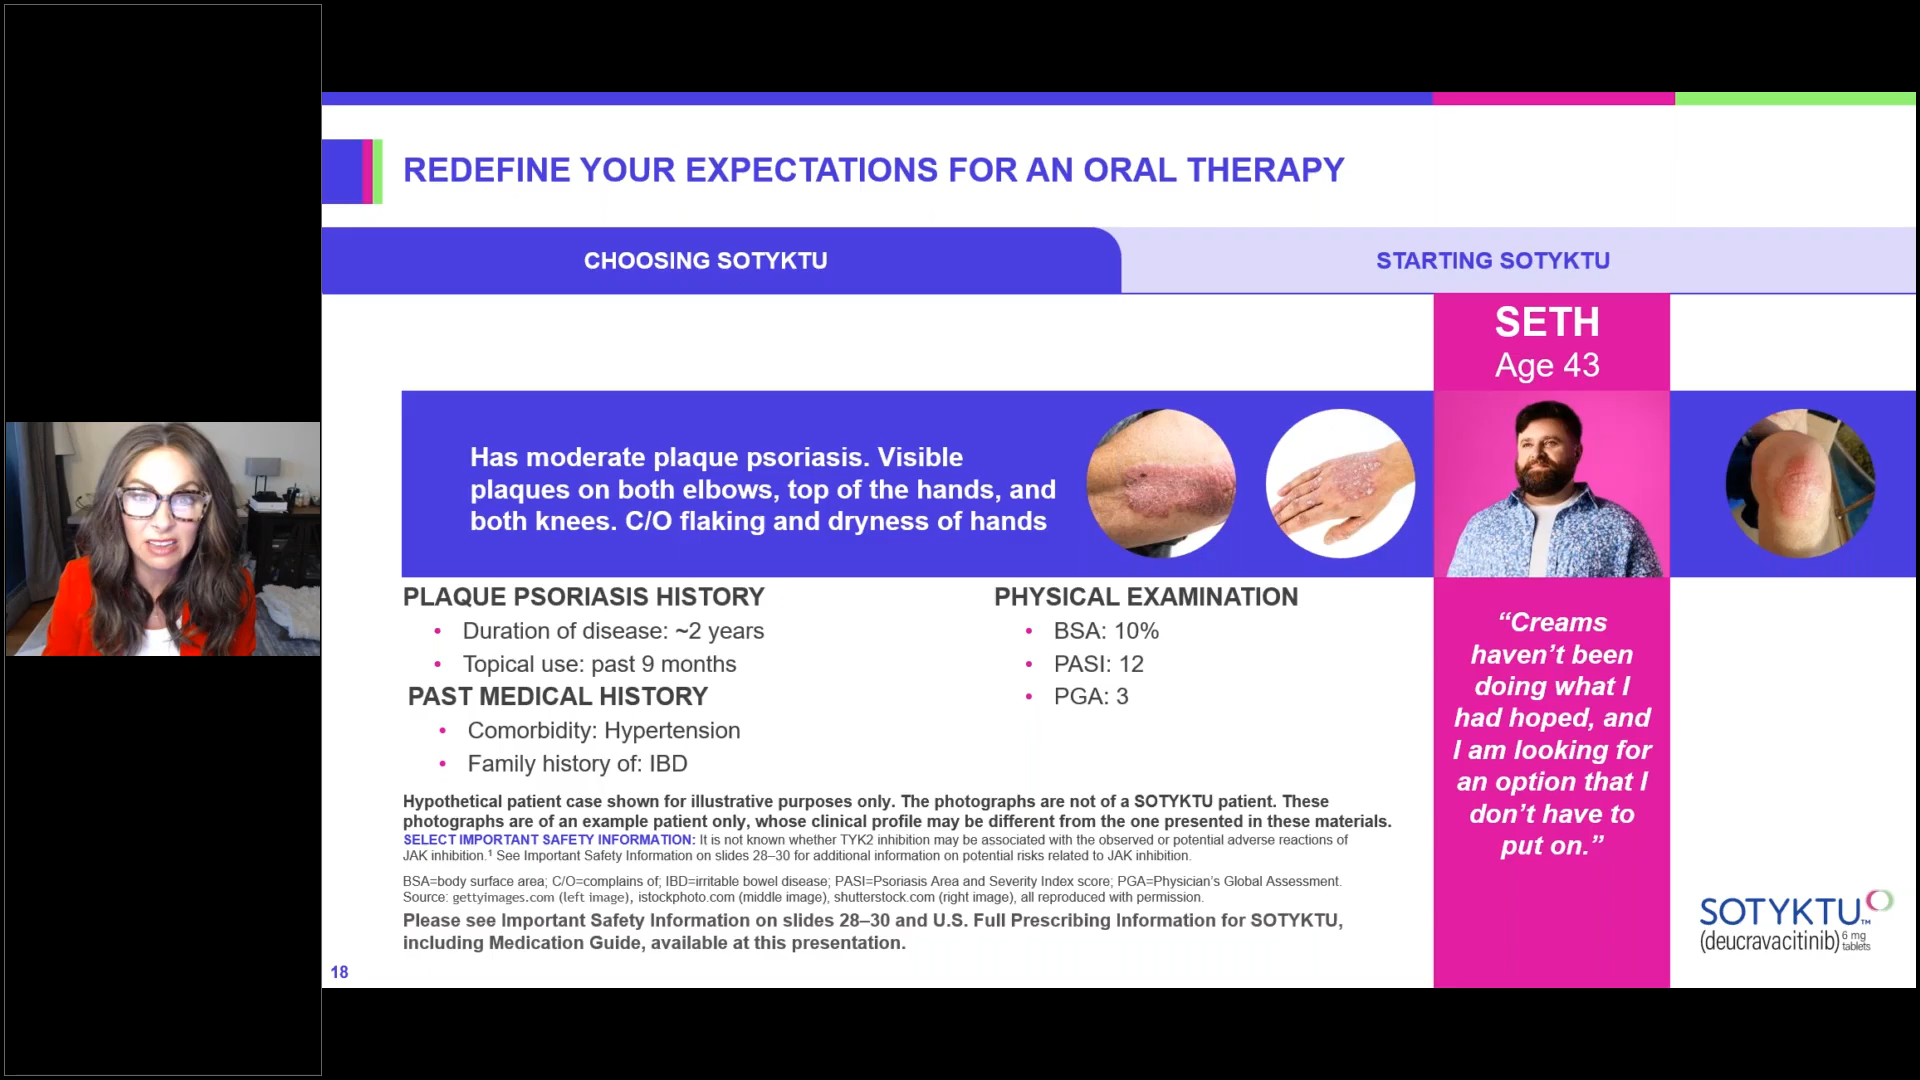 REDEFINE YOUR EXPECTATIONS FOR AN ORAL THERAPY
CHOOSING SOTYKTU
STARTING SOTYKTU
SETH
Age 43
Has moderate plaque psoriasis. Visible
plaques on both elbows, top of the hands, and
both knees. C/O flaking and dryness of hands
PLAQUE PSORIASIS HISTORY
• Duration of disease: ~2 years
• Topical use: past 9 months
PAST MEDICAL HISTORY
• Comorbidity: Hypertension
• Family history of: IBD
PHYSICAL EXAMINATION
• BSA: 10%
• PASI: 12
• PGA: 3
“Creams
haven’t been
doing what I
had hoped, and
I am looking for
an option that I
don’t have to
put on.”
Hypothetical patient case shown for illustrative purposes only. The photographs are not of a SOTYKTU patient. These
photographs are of an example patient only, whose clinical profile may be different from the one presented in these materials.
SELECT IMPORTANT SAFETY INFORMATION: It is not known whether TYK2 inhibition may be associated with the observed or potential adverse reactions of
JAK inhibition.¹ See Important Safety Information on slides 28–30 for additional information on potential risks related to JAK inhibition.
BSA=body surface area; C/O=complains of; IBD=irritable bowel disease; PASI=Psoriasis Area and Severity Index score; PGA=Physician’s Global Assessment.
Source: gettyimages.com (left image), istockphoto.com (middle image), shutterstock.com (right image), all reproduced with permission.
Please see Important Safety Information on slides 28–30 and U.S. Full Prescribing Information for SOTYKTU,
including Medication Guide, available at this presentation.
18
SOTYKTU™
(deucravacitinib) 6 mg
tablets